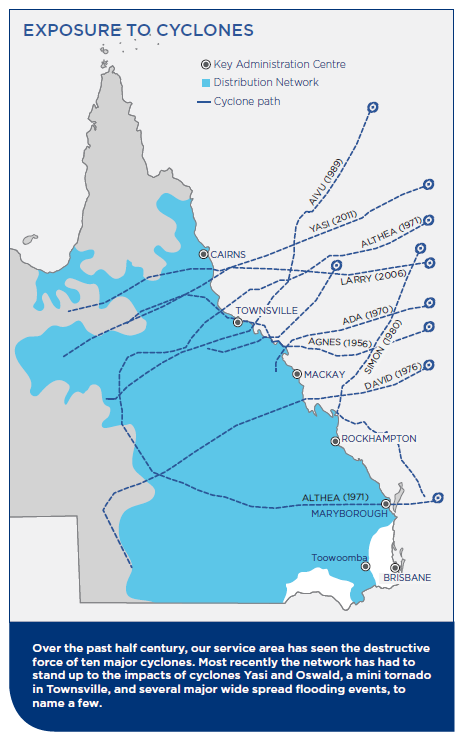 EXPOSURE TO CYCLONES
Key Administration Centre
Distribution Network
Cyclone path
AIVU (1989)
YASI (2011)
ALTHEA (1971)
CAIRNS
LARRY (2006)
ADA (1970)
TOWNSVILLE
SIMON (1980)
AGNES (1956)
MACKAY
DAVID (1976)
ROCKHAMPTON
ALTHEA (1971)
MARYBOROUGH
Toowoomba
BRISBANE
Over the past half century, our service area has seen the destructive
force of ten major cyclones. Most recently the network has had to
stand up to the impacts of cyclones Yasi and Oswald, a mini tornado
in Townsville, and several major wide spread flooding events, to
name a few.